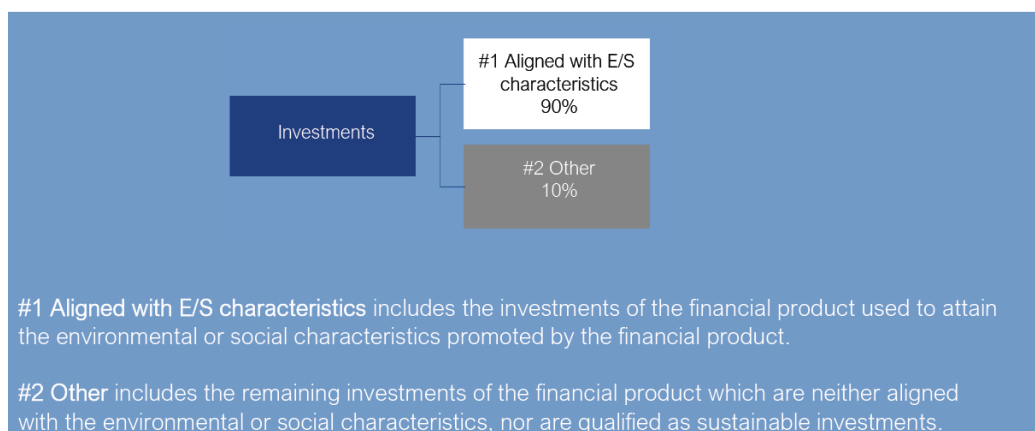 #1 Aligned with E/S
characteristics
90%
Investments
#2 Other
10%
#1 Aligned with E/S characteristics includes the investments of the financial product used to attain
the environmental or social characteristics promoted by the financial product.
#2 Other includes the remaining investments of the financial product which are neither aligned
with the environmental or social characteristics, nor are qualified as sustainable investments.